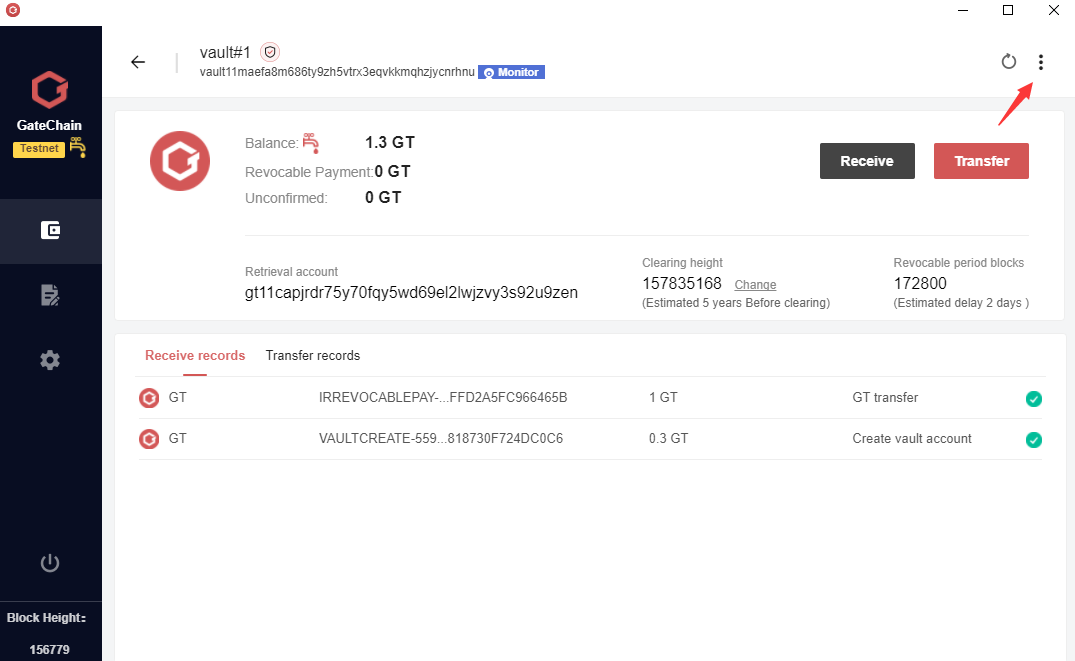 vault#1
vault11maefa8m686ty9zh5vtrx3eqvkkmqhzjycnrhnu Monitor
GateChain
Testnet
Balance: 1.3 GT
Revocable Payment: 0 GT
Unconfirmed: 0 GT
Receive
Transfer
Retrieval account
gt11capjrdr75y70fqy5wd69el2lwjzvy3s92u9zen
Clearing height
157835168 Change
(Estimated 5 years Before clearing)
Revocable period blocks
172800
(Estimated delay 2 days )
Receive records Transfer records
GT IRREVOCABLEPAY-...FFD2A5FC966465B 1 GT GT transfer
GT VAULTCREATE-559...818730F724DC0C6 0.3 GT Create vault account
Block Height:
156779